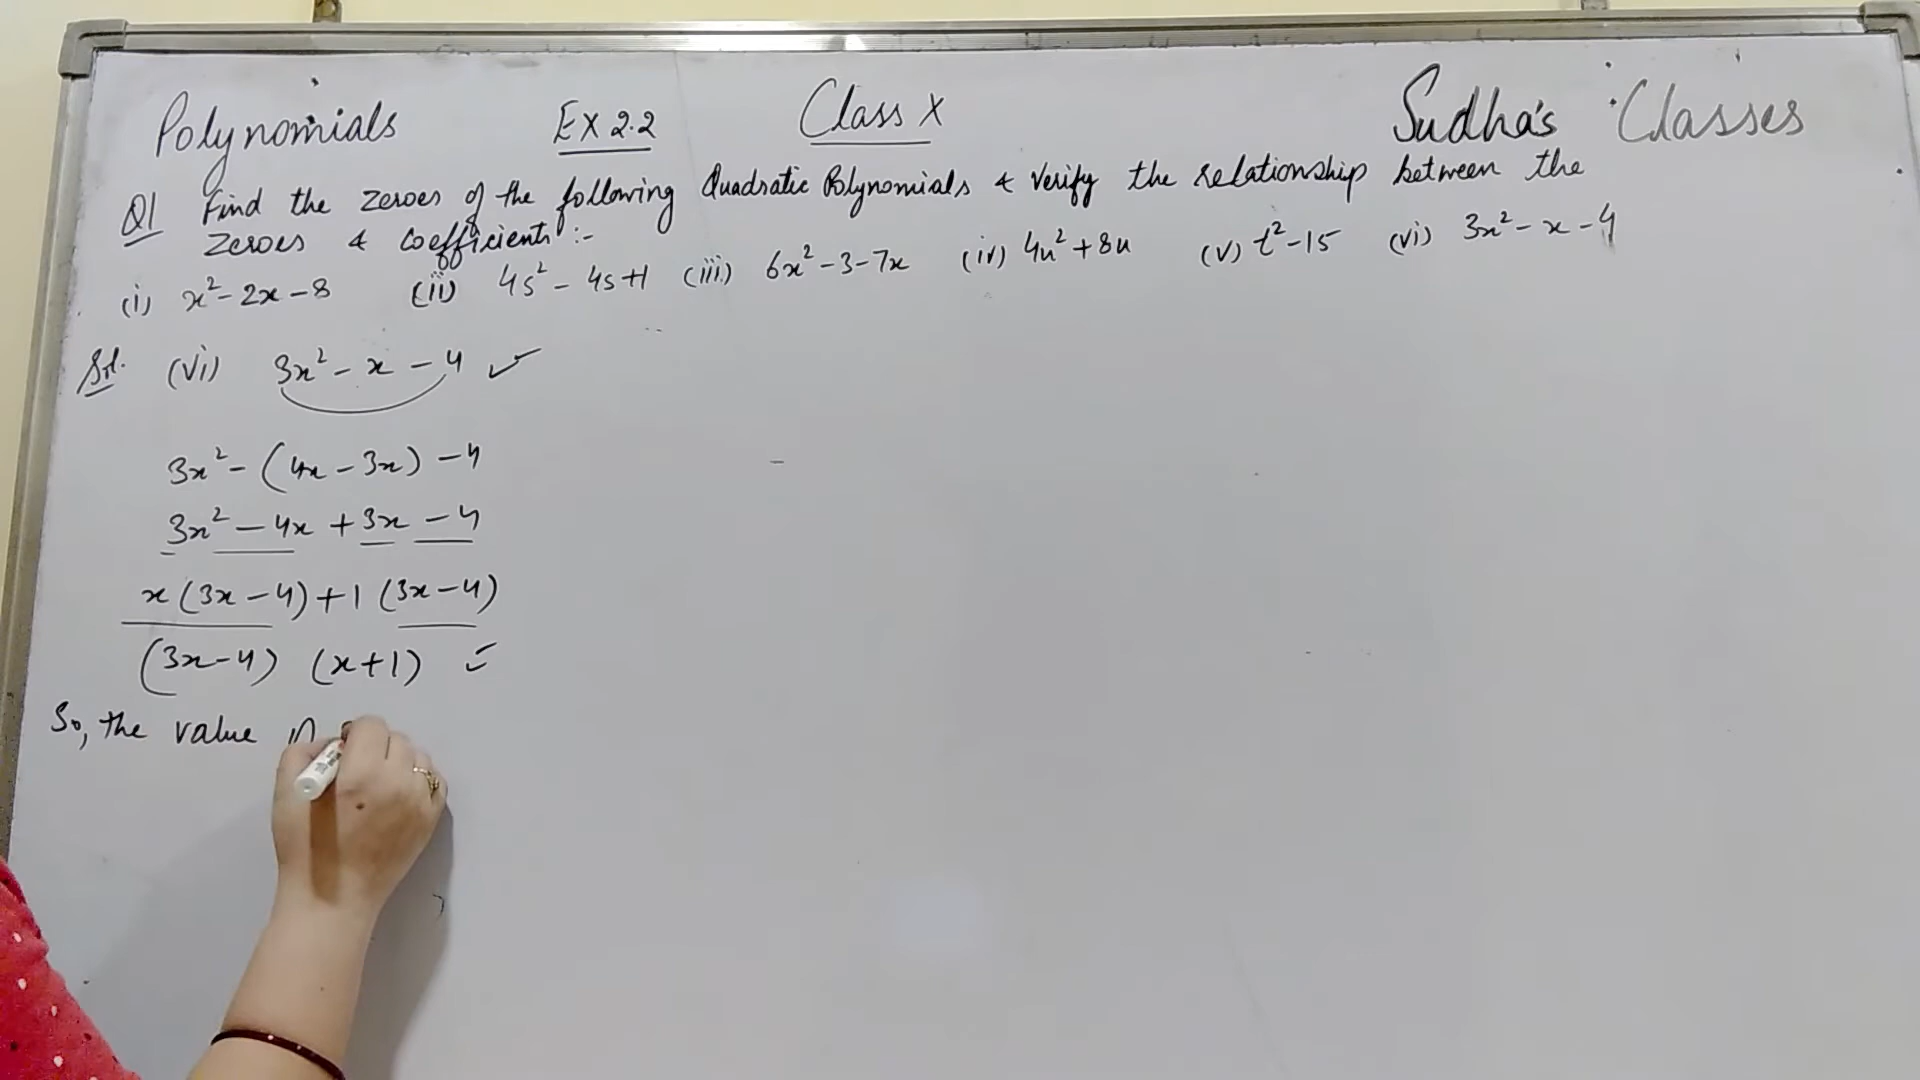 Polynomials Ex 2.2 Class X Sudha's Classes
Q1 Find the zeroes of the following Quadratic Polynomials & Verify the relationship between the
zeroes & Coefficients :-
(i) x² - 2x - 8 (ii) 4s² - 4s + 1 (iii) 6x² - 3 - 7x (iv) 4u² + 8u (v) t² - 15 (vi) 3x² - x - 4
Sol. (vi) 3x² - x - 4 ✓
3x² - (4x - 3x) - 4
3x² - 4x + 3x - 4
x (3x - 4) + 1 (3x - 4)
(3x - 4) (x + 1)
So, the value